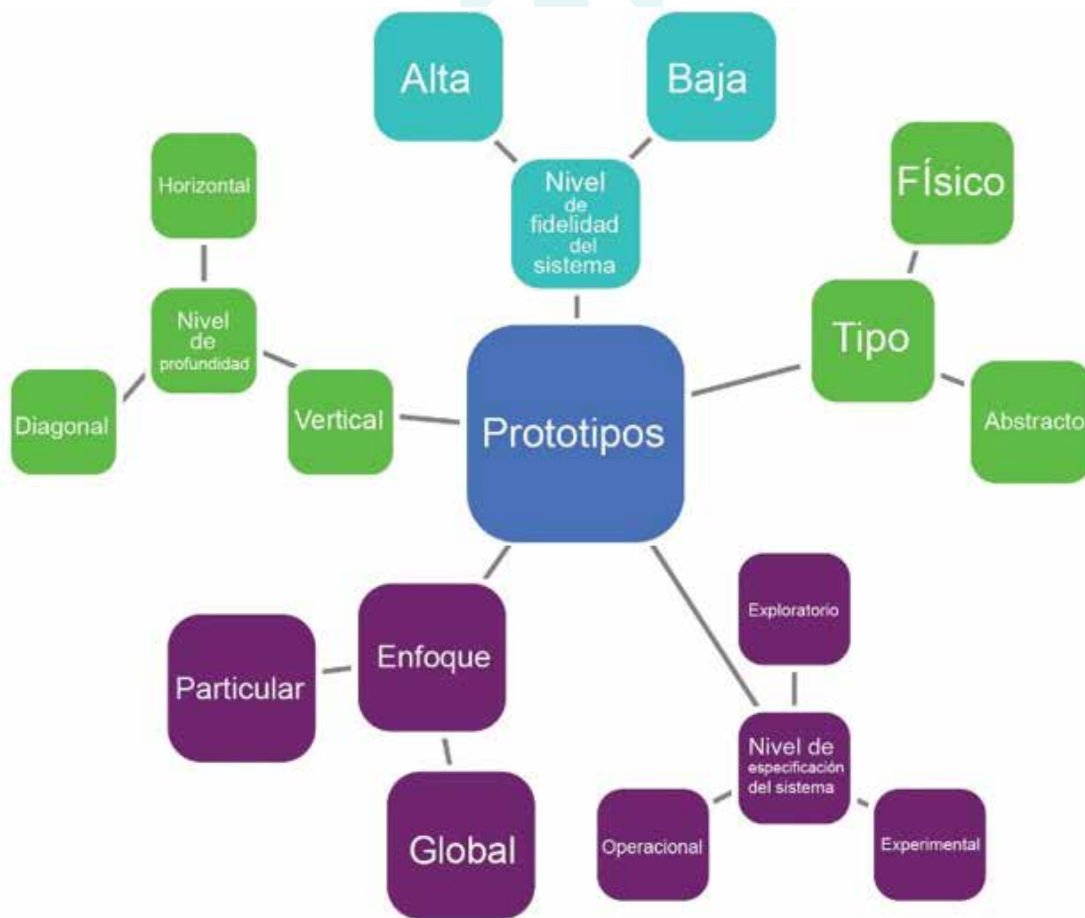 Alta
Baja
Nivel
de
fidelidad
del
sistema
Horizontal
FÍsico
Nivel
de
profundidad
Tipo
Diagonal
Vertical
Prototipos
Abstracto
Exploratorio
Enfoque
Particular
Nivel de
especificación
del sistema
Global
Operacional
Experimental